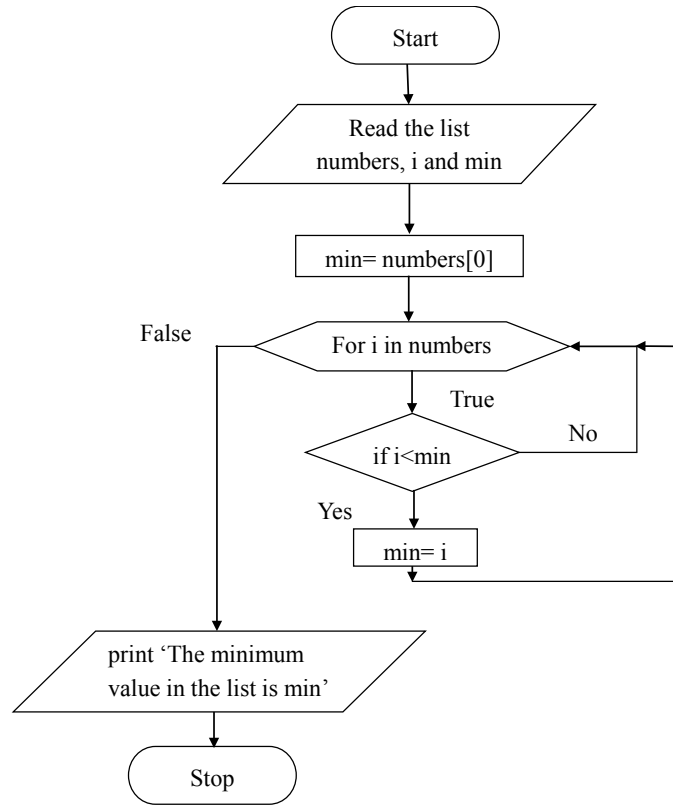 Start
Read the list
numbers, i and min
min= numbers[0]
False
For i in numbers
True
if i<min
No
Yes
min= i
print ‘The minimum
value in the list is min’
Stop